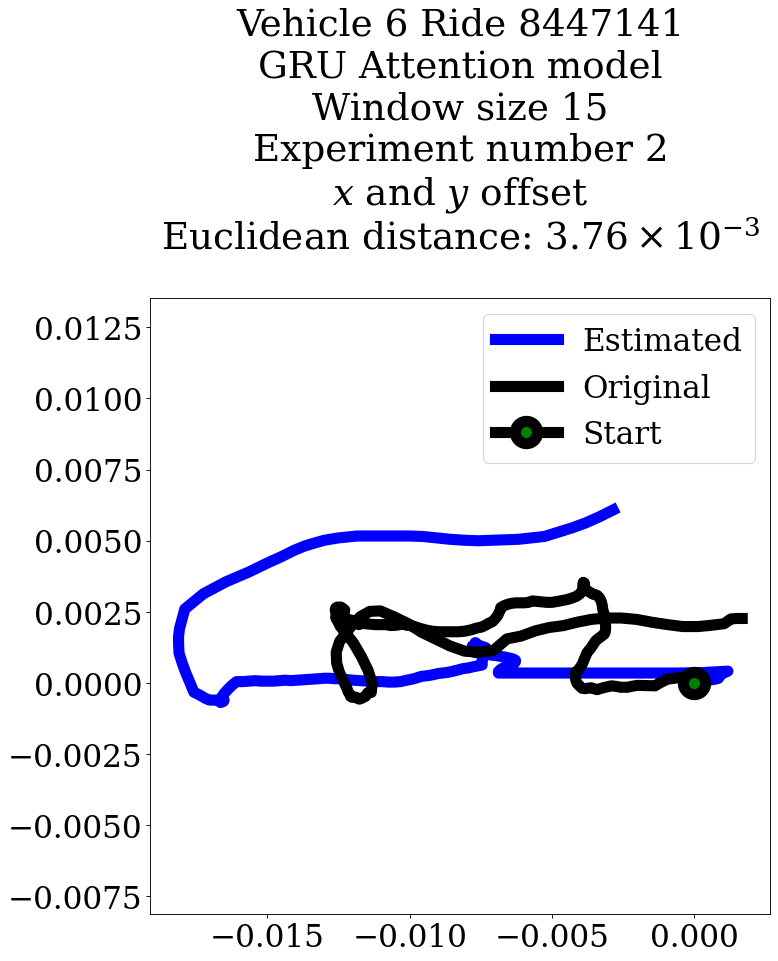 Vehicle 6 Ride 8447141
GRU Attention model
Window size 15
Experiment number 2
x and y offset
Euclidean distance: 3.76 × 10⁻³
Estimated
Original
Start
0.0125
0.0100
0.0075
0.0050
0.0025
0.0000
−0.0025
−0.0050
−0.0075
−0.015 −0.010 −0.005 0.000